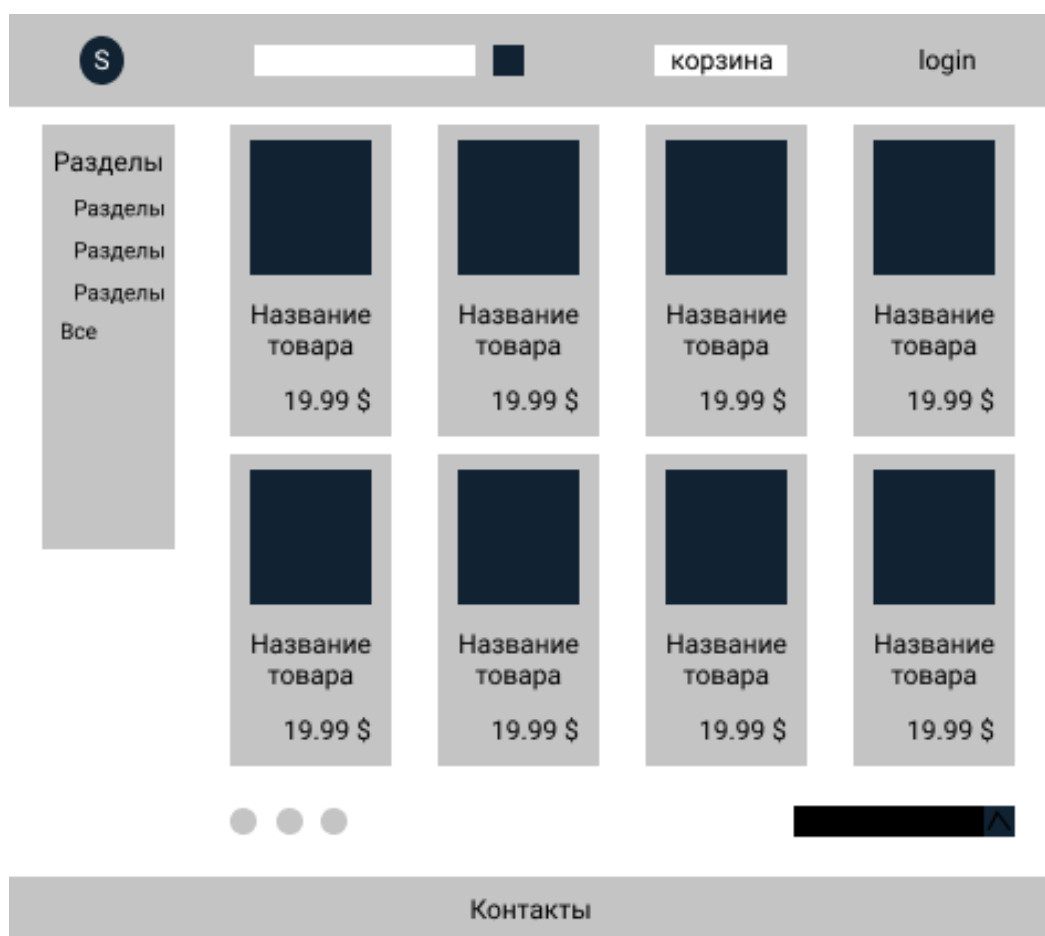 S
корзина
login
Разделы
Разделы
Разделы
Разделы
Все
Название
товара
19.99 $
Название
товара
19.99 $
Название
товара
19.99 $
Название
товара
19.99 $
Название
товара
19.99 $
Название
товара
19.99 $
Название
товара
19.99 $
Название
товара
19.99 $
Контакты